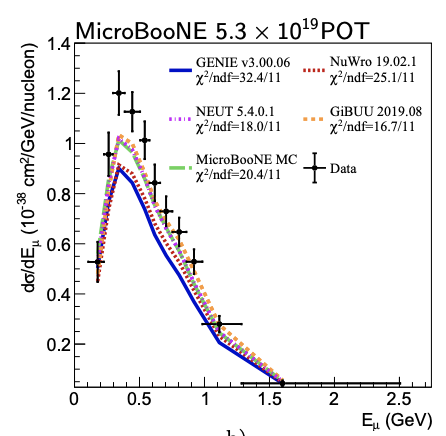 MicroBooNE 5.3 × 10¹⁹POT
dσ/dEμ (10⁻³⁸ cm²/GeV/nucleon)
1.4
1.2
1
0.8
0.6
0.4
0.2
GENIE v3.00.06
χ²/ndf=32.4/11
NuWro 19.02.1
χ²/ndf=25.1/11
NEUT 5.4.0.1
χ²/ndf=18.0/11
GiBUU 2019.08
χ²/ndf=16.7/11
MicroBooNE MC
χ²/ndf=20.4/11
Data
0 0.5 1 1.5 2 2.5
Eμ (GeV)